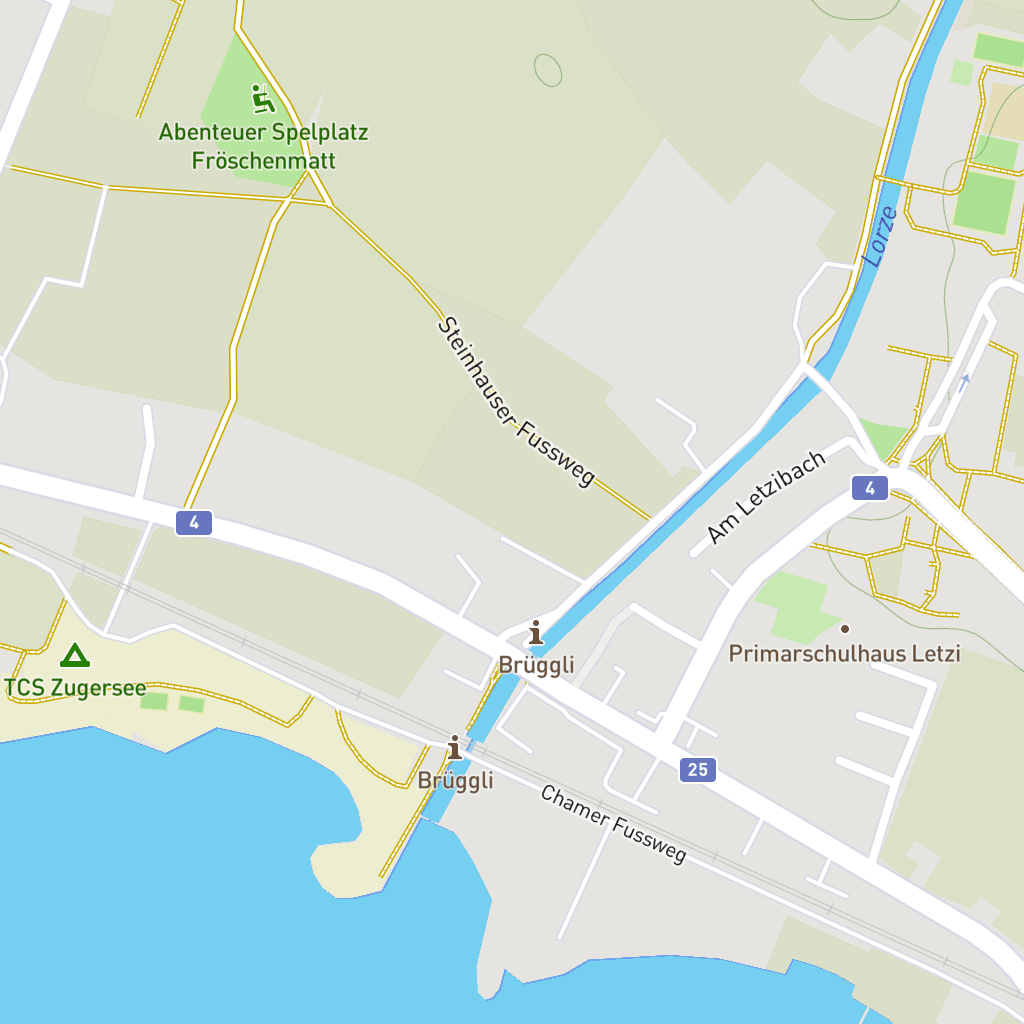 Abenteuer Spelplatz
Fröschenmatt
Lorze
Steinhauser Fussweg
Am Letzibach
4
4
Brüggli
Primarschulhaus Letzi
TCS Zugersee
Brüggli
25
Chamer Fussweg